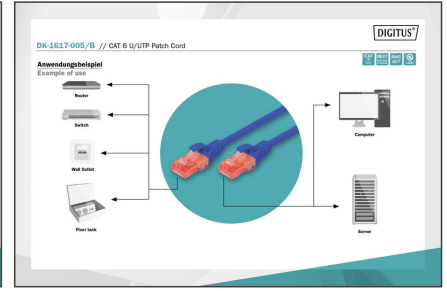 DIGITUS®
DK-1617-005/B // CAT 6 U/UTP Patch Cord
Anwendungsbeispiel
Example of use
Router
Switch
Wall Outlet
Floor tank
Computer
Server